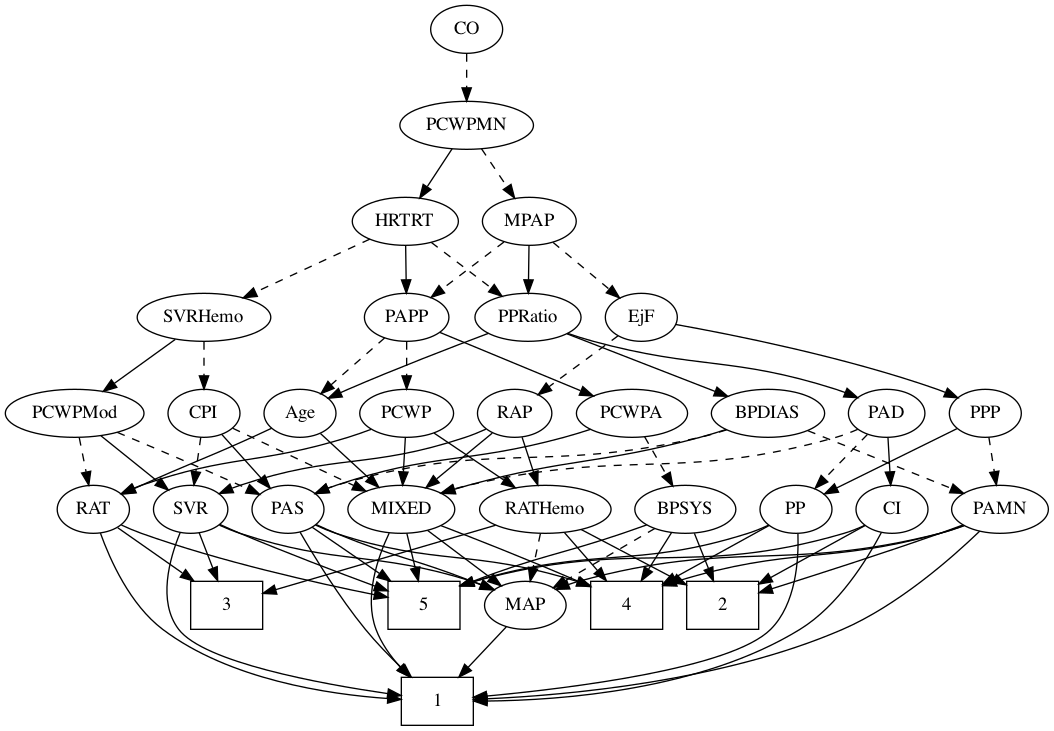 CO
PCWPMN
HRTRT
MPAP
SVRHemo
PAPP
PPRatio
EjF
PCWPMod
CPI
Age
PCWP
RAP
PCWPA
BPDIAS
PAD
PPP
RAT
SVR
PAS
MIXED
RATHemo
BPSYS
PP
CI
PAMN
3
5
MAP
4
2
1